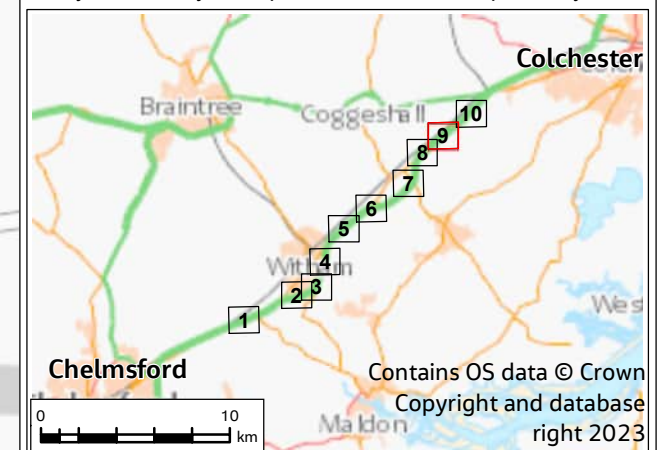 Colchester
Braintree
Coggeshall
10
9
8
7
6
5
4
Witham
3
2
1
Chelmsford
Maldon
Contains OS data © Crown
Copyright and database
right 2023
0 10
km